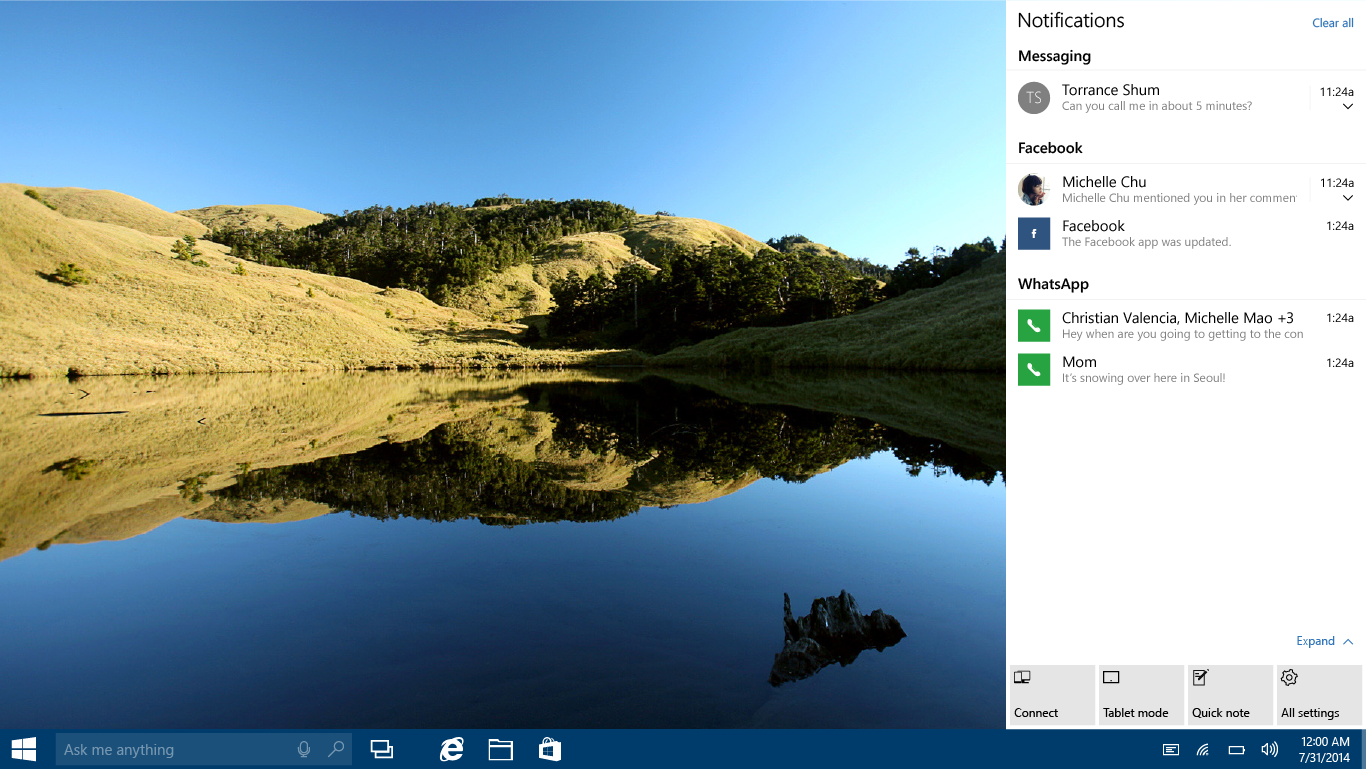 Notifications
Clear all
Messaging
TS
Torrance Shum
11:24a
Can you call me in about 5 minutes?
Facebook
Michelle Chu
11:24a
Michelle Chu mentioned you in her commen
f
Facebook
1:24a
The Facebook app was updated.
WhatsApp
Christian Valencia, Michelle Mao +3
1:24a
Hey when are you going to getting to the con
Mom
1:24a
It's snowing over here in Seoul!
Expand
Connect
Tablet mode
Quick note
All settings
Ask me anything
12:00 AM
7/31/2014